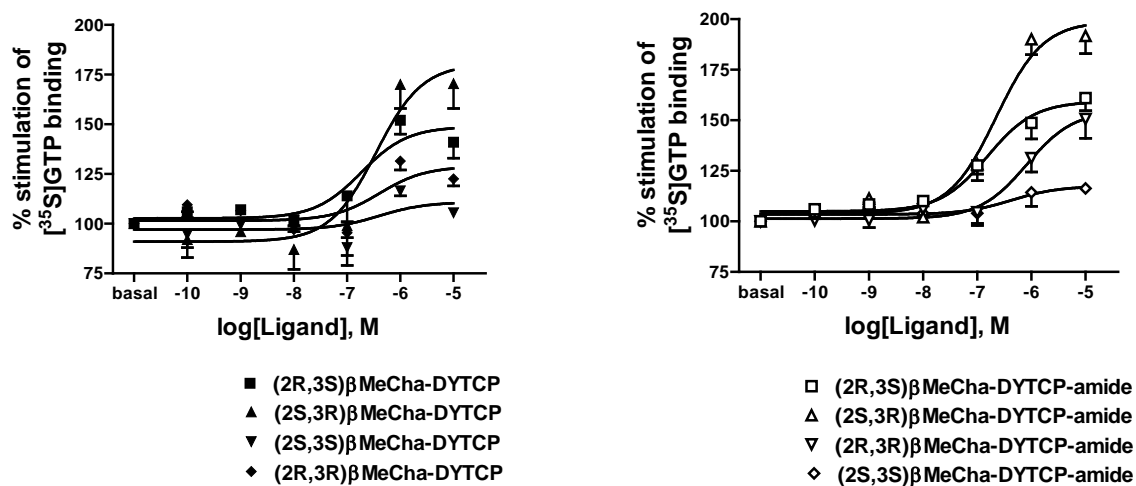 200
175
150
125
100
75
% stimulation of
[³⁵S]GTP binding
basal -10 -9 -8 -7 -6 -5
log[Ligand], M
(2R,3S)βMeCha-DYTCP
(2S,3R)βMeCha-DYTCP
(2S,3S)βMeCha-DYTCP
(2R,3R)βMeCha-DYTCP
200
175
150
125
100
75
% stimulation of
[³⁵S]GTP binding
basal -10 -9 -8 -7 -6 -5
log[Ligand], M
(2R,3S)βMeCha-DYTCP-amide
(2S,3R)βMeCha-DYTCP-amide
(2R,3R)βMeCha-DYTCP-amide
(2S,3S)βMeCha-DYTCP-amide